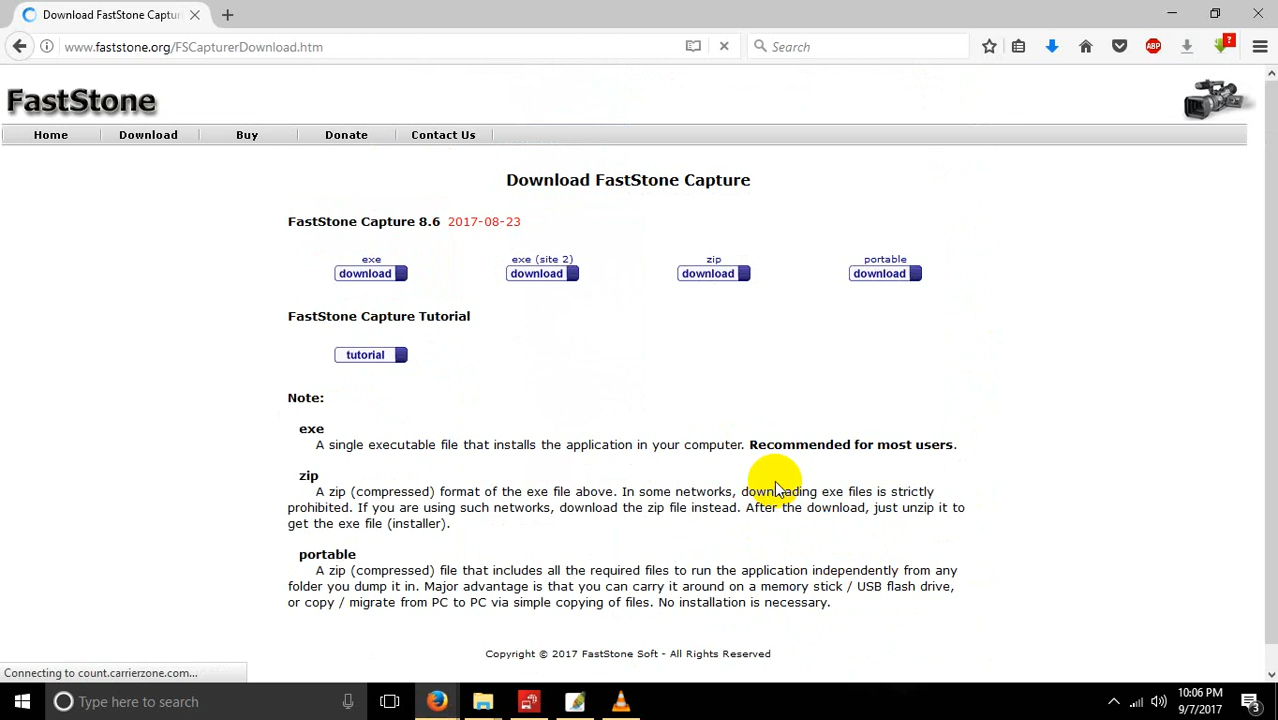 Download FastStone Captur
www.faststone.org/FSCapturerDownload.htm
Search
ABP
?
FastStone
Home Download Buy Donate Contact Us
Download FastStone Capture
FastStone Capture 8.6 2017-08-23
exe exe (site 2) zip portable
download download download download
FastStone Capture Tutorial
tutorial
Note:
exe
A single executable file that installs the application in your computer. Recommended for most users.
zip
A zip (compressed) format of the exe file above. In some networks, downloading exe files is strictly
prohibited. If you are using such networks, download the zip file instead. After the download, just unzip it to
get the exe file (installer).
portable
A zip (compressed) file that includes all the required files to run the application independently from any
folder you dump it in. Major advantage is that you can carry it around on a memory stick / USB flash drive,
or copy / migrate from PC to PC via simple copying of files. No installation is necessary.
Copyright © 2017 FastStone Soft - All Rights Reserved
Connecting to count.carrierzone.com...
Type here to search
10:06 PM
9/7/2017
3